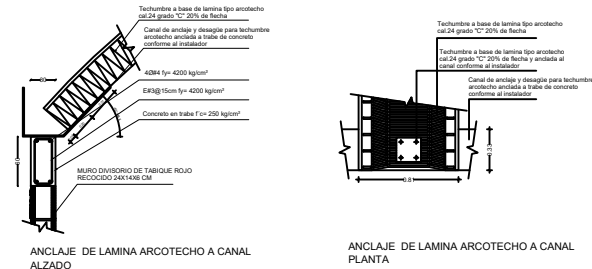 Techumbre a base de lamina tipo arcotecho
cal.24 grado "C" 20% de flecha
Canal de anclaje y desagüe para techumbre
arcotecho anclada a trabe de concreto
conforme al instalador
4Ø#4 fy= 4200 kg/cm²
E#3@15cm fy= 4200 kg/cm²
Concreto en trabe f´c= 250 kg/cm²
MURO DIVISORIO DE TABIQUE ROJO
RECOCIDO 24X14X6 CM
ANCLAJE DE LAMINA ARCOTECHO A CANAL
ALZADO
Techumbre a base de lamina tipo arcotecho
cal.24 grado "C" 20% de flecha
Techumbre a base de lamina tipo arcotecho
cal.24 grado "C" 20% de flecha y anclada al
canal conforme al instalador
Canal de anclaje y desagüe para techumbre
arcotecho anclada a trabe de concreto
conforme al instalador
0.33
ANCLAJE DE LAMINA ARCOTECHO A CANAL
PLANTA